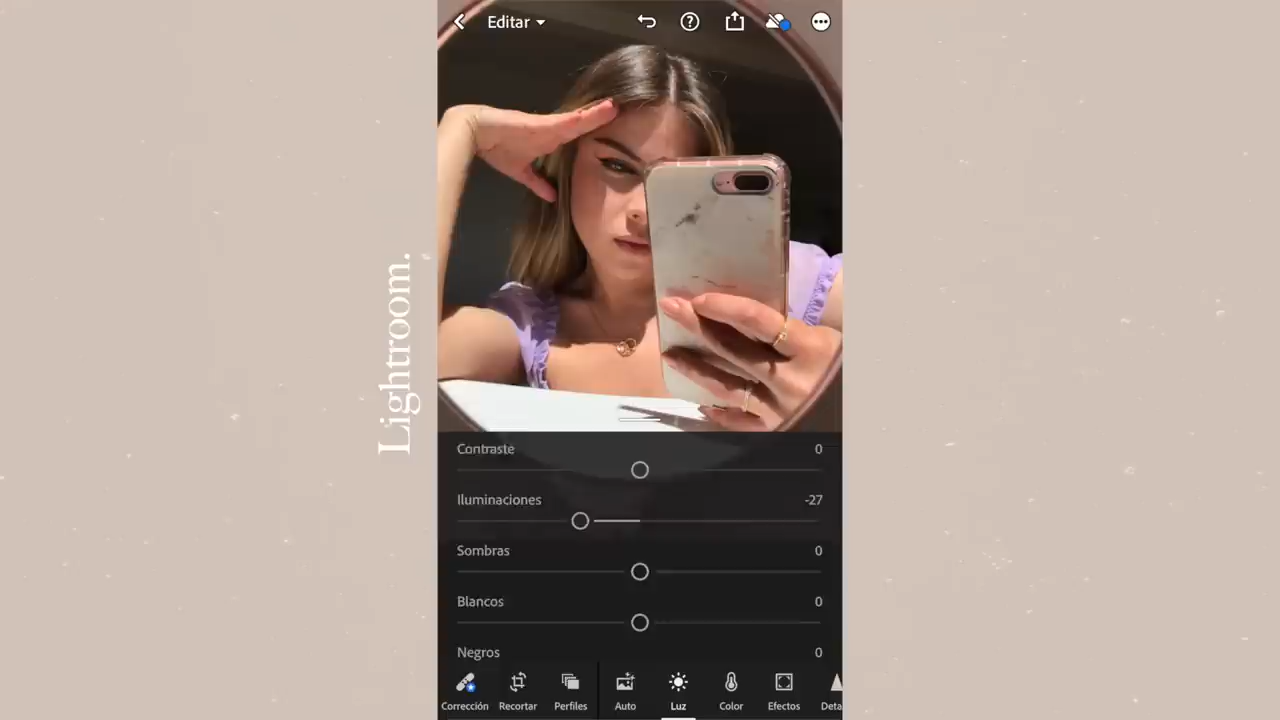 Editar
Lightroom.
Contraste 0
Iluminaciones -27
Sombras 0
Blancos 0
Negros 0
Corrección Recortar Perfiles Auto Luz Color Efectos Deta